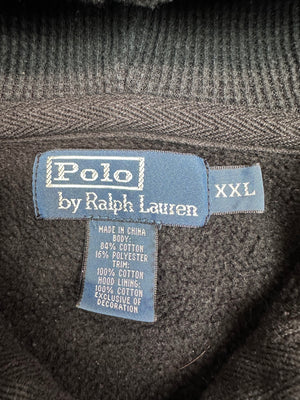 Polo
by Ralph Lauren
XXL
MADE IN CHINA
BODY:
84% COTTON
16% POLYESTER
TRIM:
100% COTTON
HOOD LINING:
100% COTTON
EXCLUSIVE OF
DECORATION